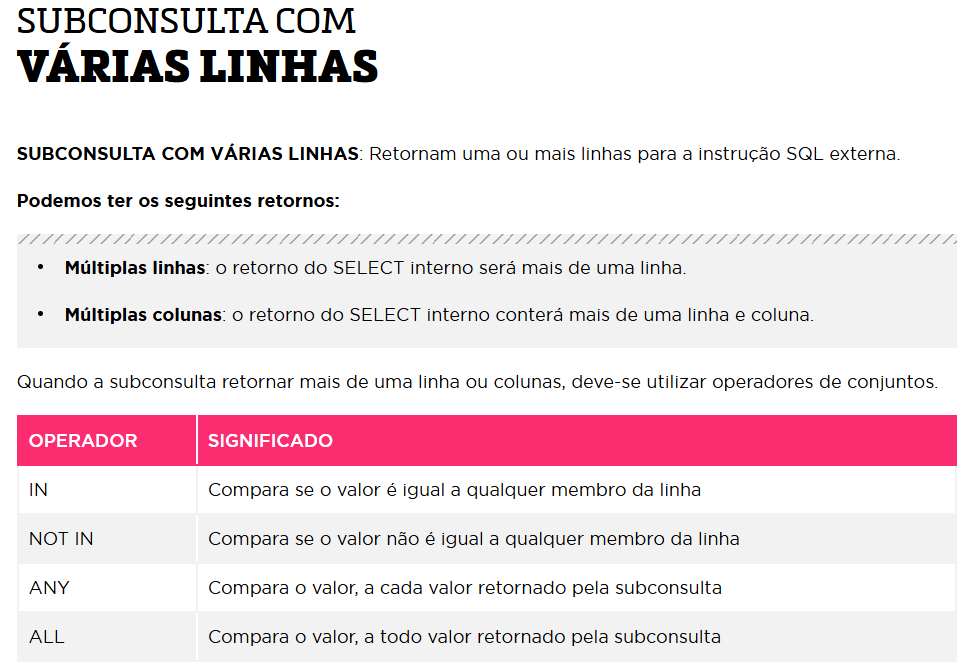 SUBCONSULTA COM
VÁRIAS LINHAS
SUBCONSULTA COM VÁRIAS LINHAS: Retornam uma ou mais linhas para a instrução SQL externa.
Podemos ter os seguintes retornos:
• Múltiplas linhas: o retorno do SELECT interno será mais de uma linha.
• Múltiplas colunas: o retorno do SELECT interno conterá mais de uma linha e coluna.
Quando a subconsulta retornar mais de uma linha ou colunas, deve-se utilizar operadores de conjuntos.
OPERADOR SIGNIFICADO
IN Compara se o valor é igual a qualquer membro da linha
NOT IN Compara se o valor não é igual a qualquer membro da linha
ANY Compara o valor, a cada valor retornado pela subconsulta
ALL Compara o valor, a todo valor retornado pela subconsulta